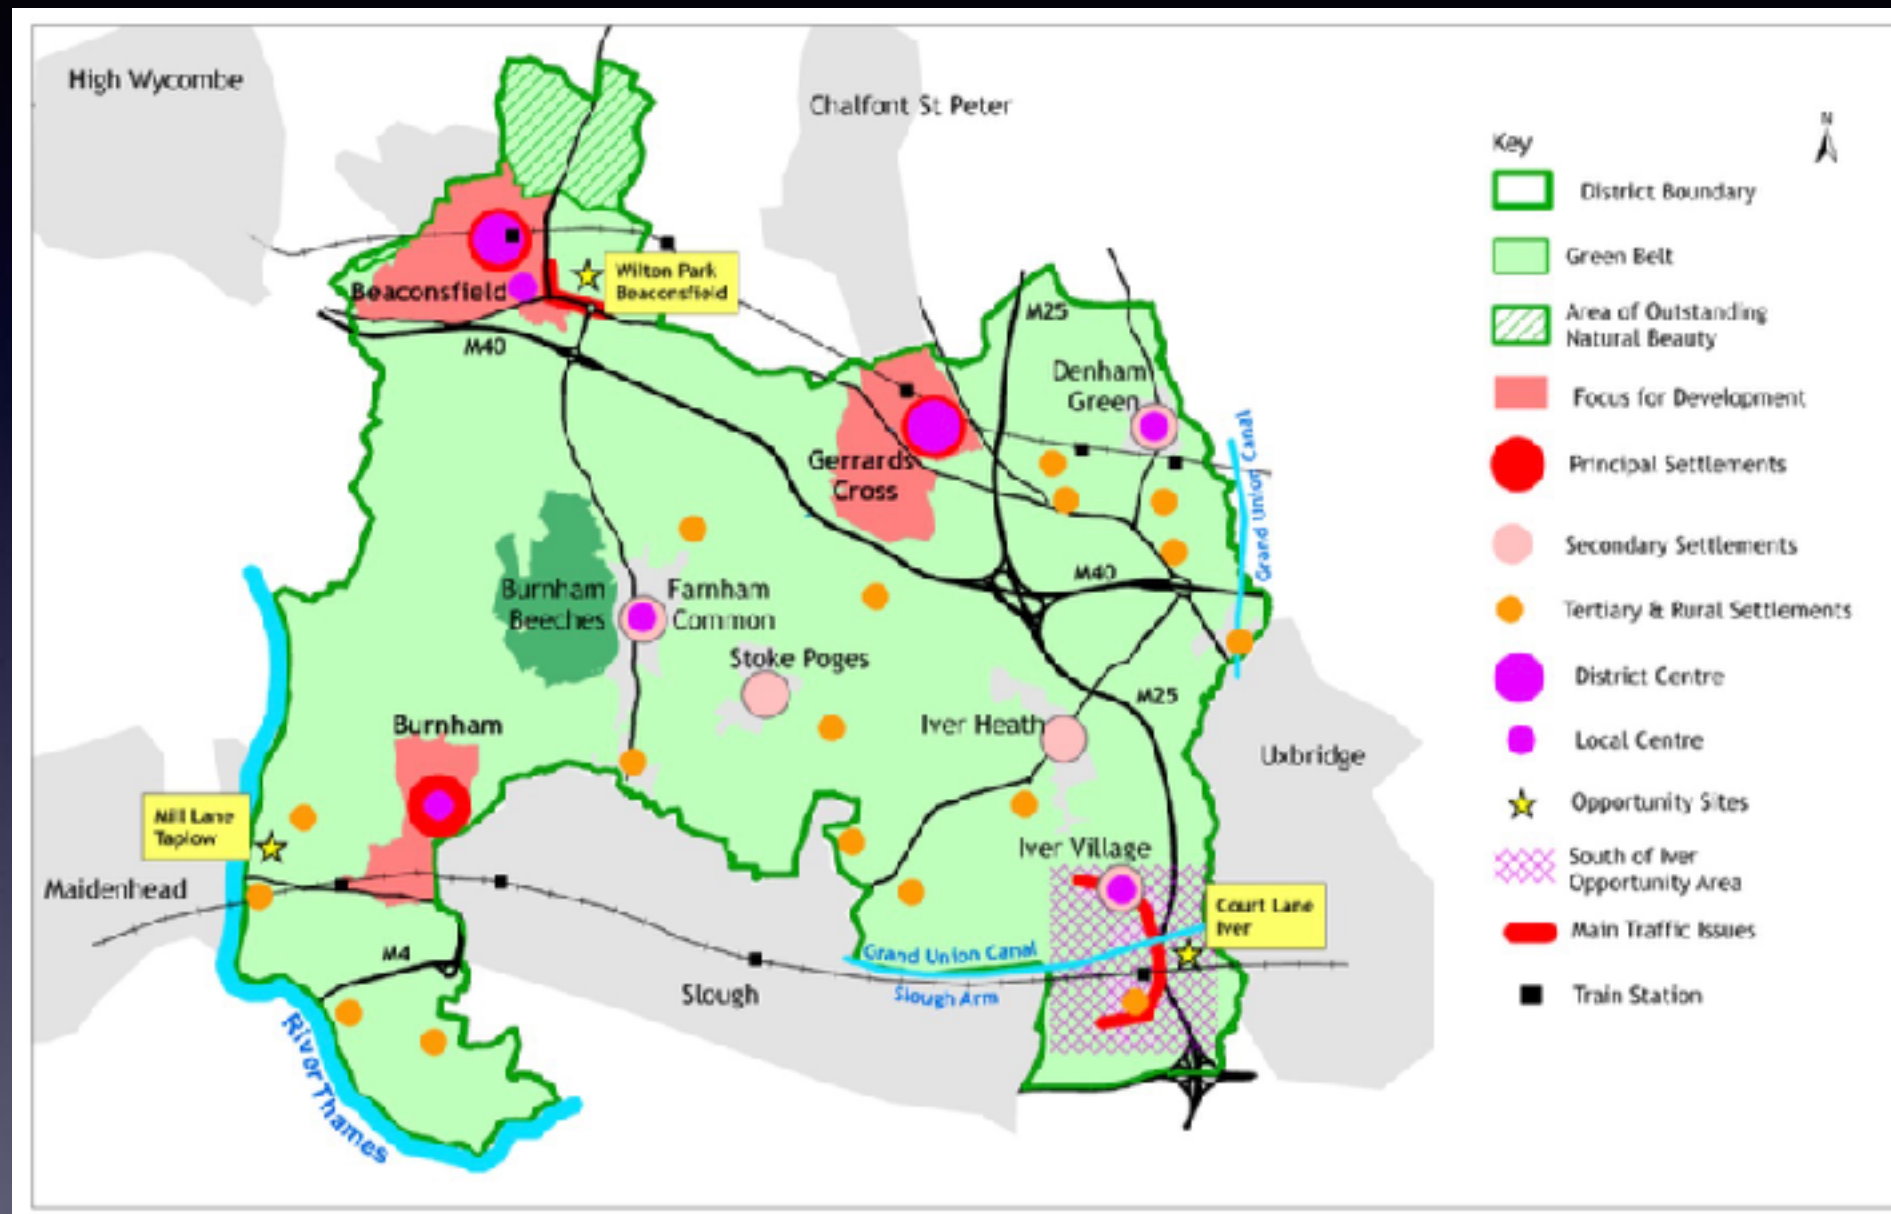 High Wycombe
Chalfont St Peter
Wilton Park
Beaconsfield
Beaconsfield
M40
M25
Denham
Green
Gerrards
Cross
Grand Union Canal
Burnham
Beeches
Farnham
Common
M40
Stoke Poges
M25
Iver Heath
Uxbridge
Burnham
Mill Lane
Taplow
Maidenhead
Iver Village
Court Lane
Iver
M4
Grand Union Canal
Slough Arm
Slough
River Thames
N
Key
District Boundary
Green Belt
Area of Outstanding
Natural Beauty
Focus for Development
Principal Settlements
Secondary Settlements
Tertiary & Rural Settlements
District Centre
Local Centre
Opportunity Sites
South of Iver
Opportunity Area
Main Traffic Issues
Train Station